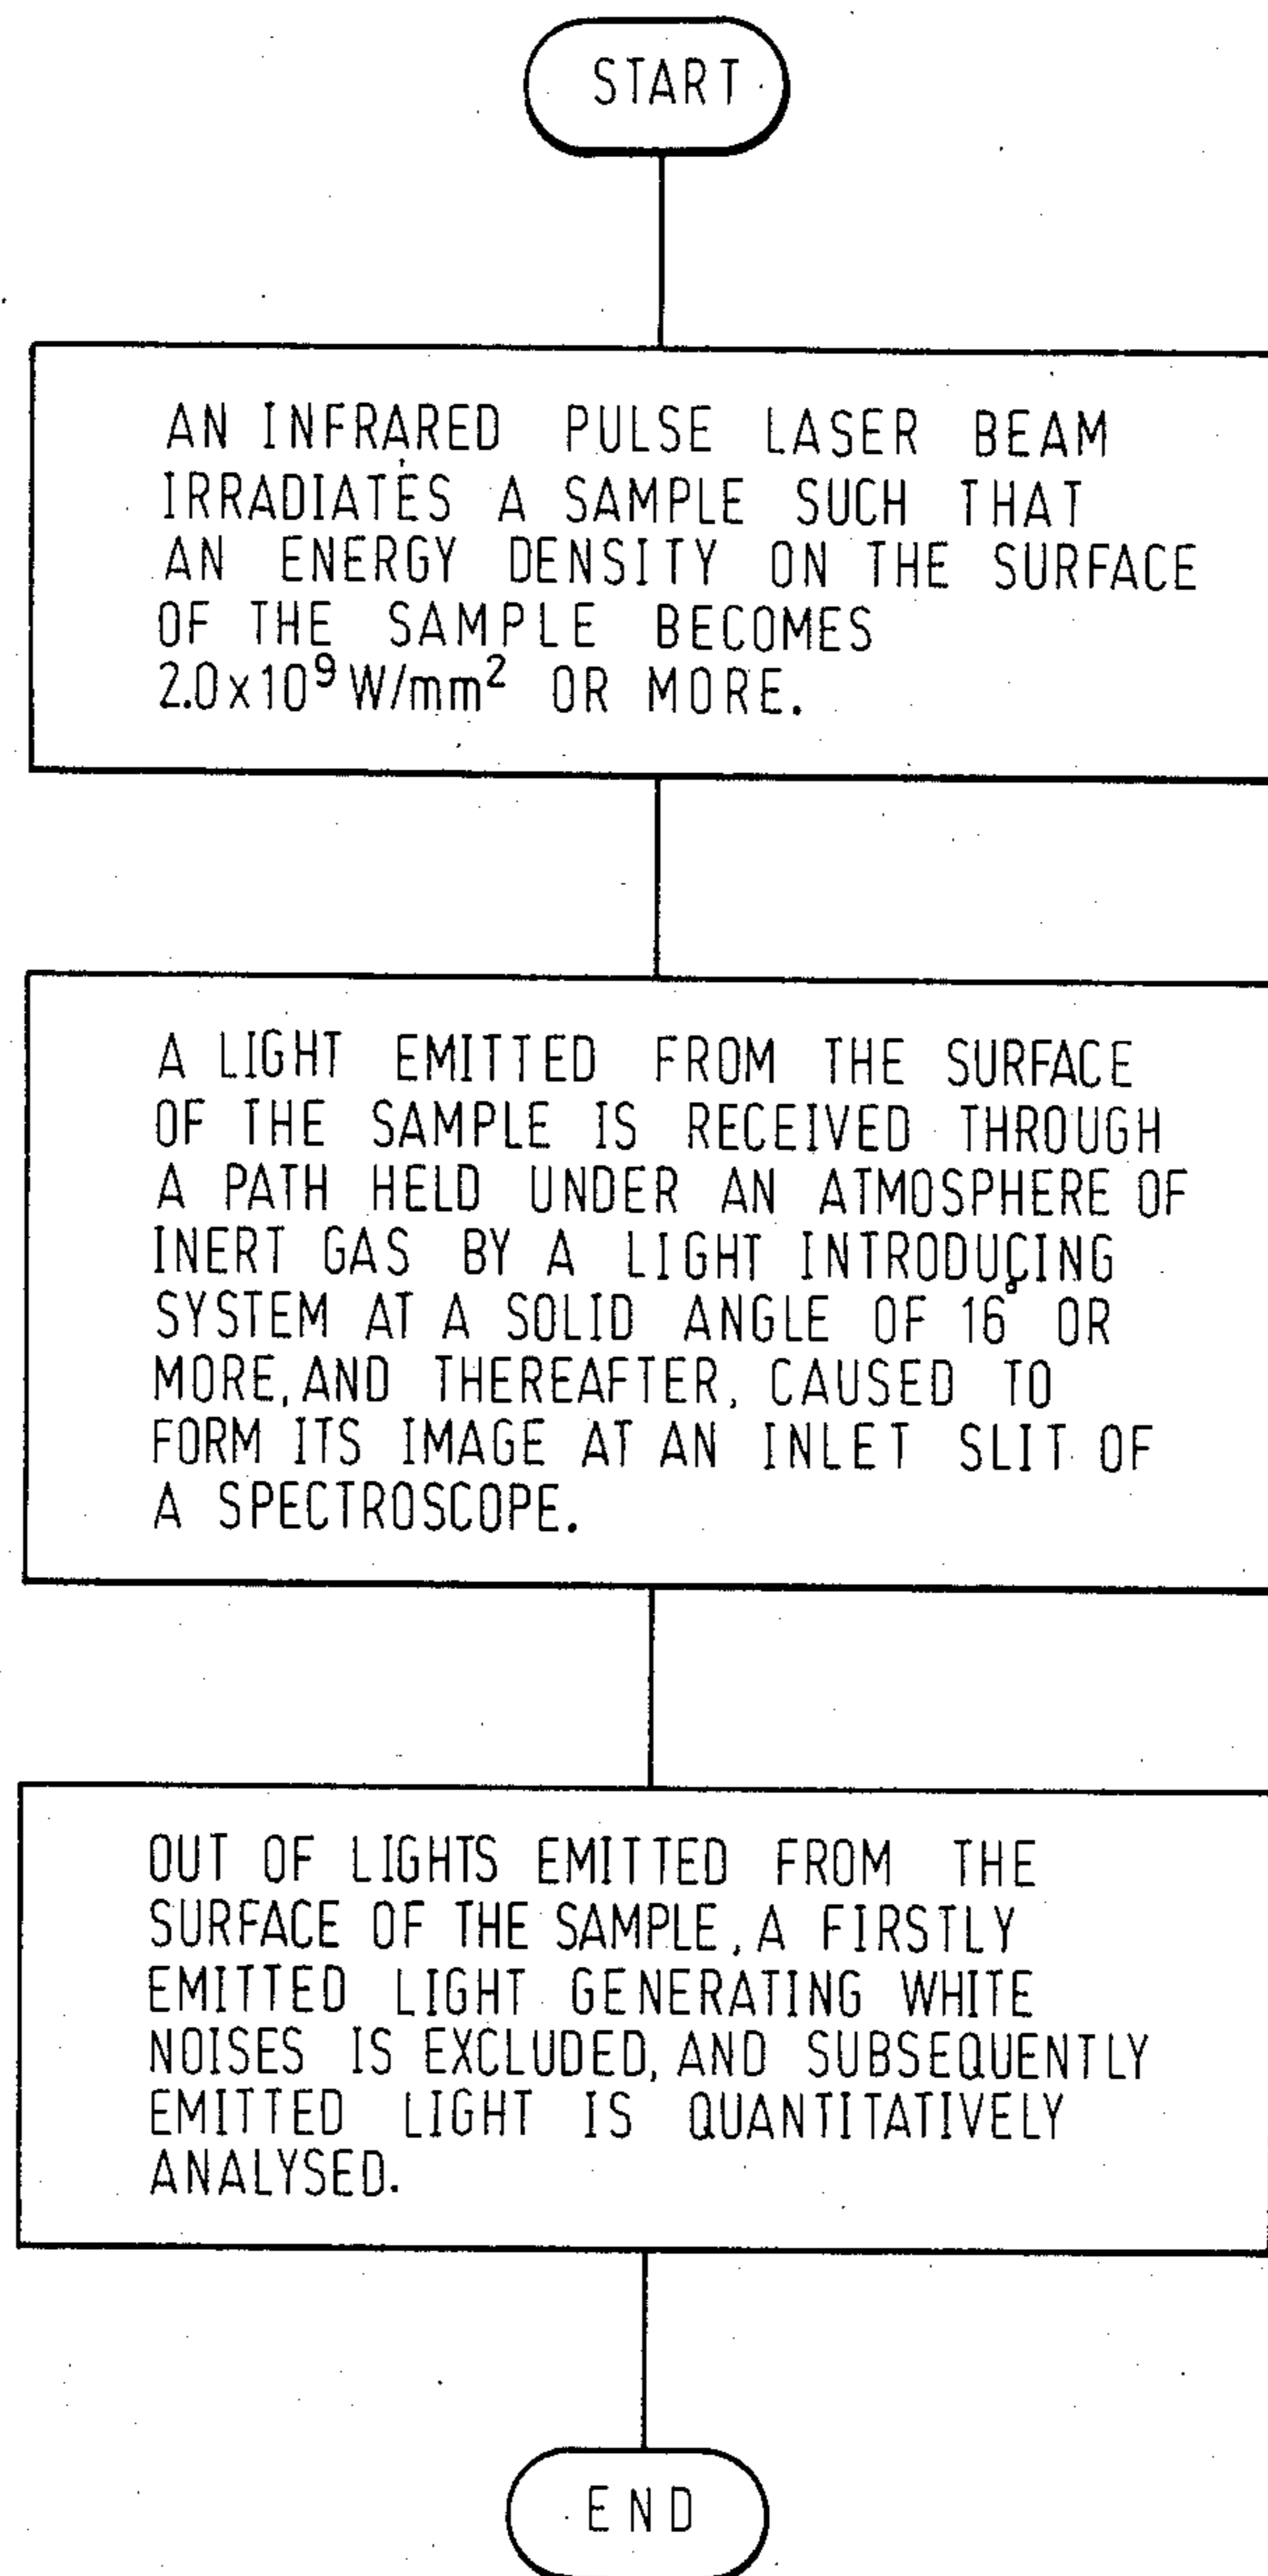 START
AN INFRARED PULSE LASER BEAM
IRRADIATES A SAMPLE SUCH THAT
AN ENERGY DENSITY ON THE SURFACE
OF THE SAMPLE BECOMES
2.0x10⁹ W/mm² OR MORE.
A LIGHT EMITTED FROM THE SURFACE
OF THE SAMPLE IS RECEIVED THROUGH
A PATH HELD UNDER AN ATMOSPHERE OF
INERT GAS BY A LIGHT INTRODUCING
SYSTEM AT A SOLID ANGLE OF 16° OR
MORE, AND THEREAFTER, CAUSED TO
FORM ITS IMAGE AT AN INLET SLIT OF
A SPECTROSCOPE.
OUT OF LIGHTS EMITTED FROM THE
SURFACE OF THE SAMPLE, A FIRSTLY
EMITTED LIGHT GENERATING WHITE
NOISES IS EXCLUDED, AND SUBSEQUENTLY
EMITTED LIGHT IS QUANTITATIVELY
ANALYSED.
END